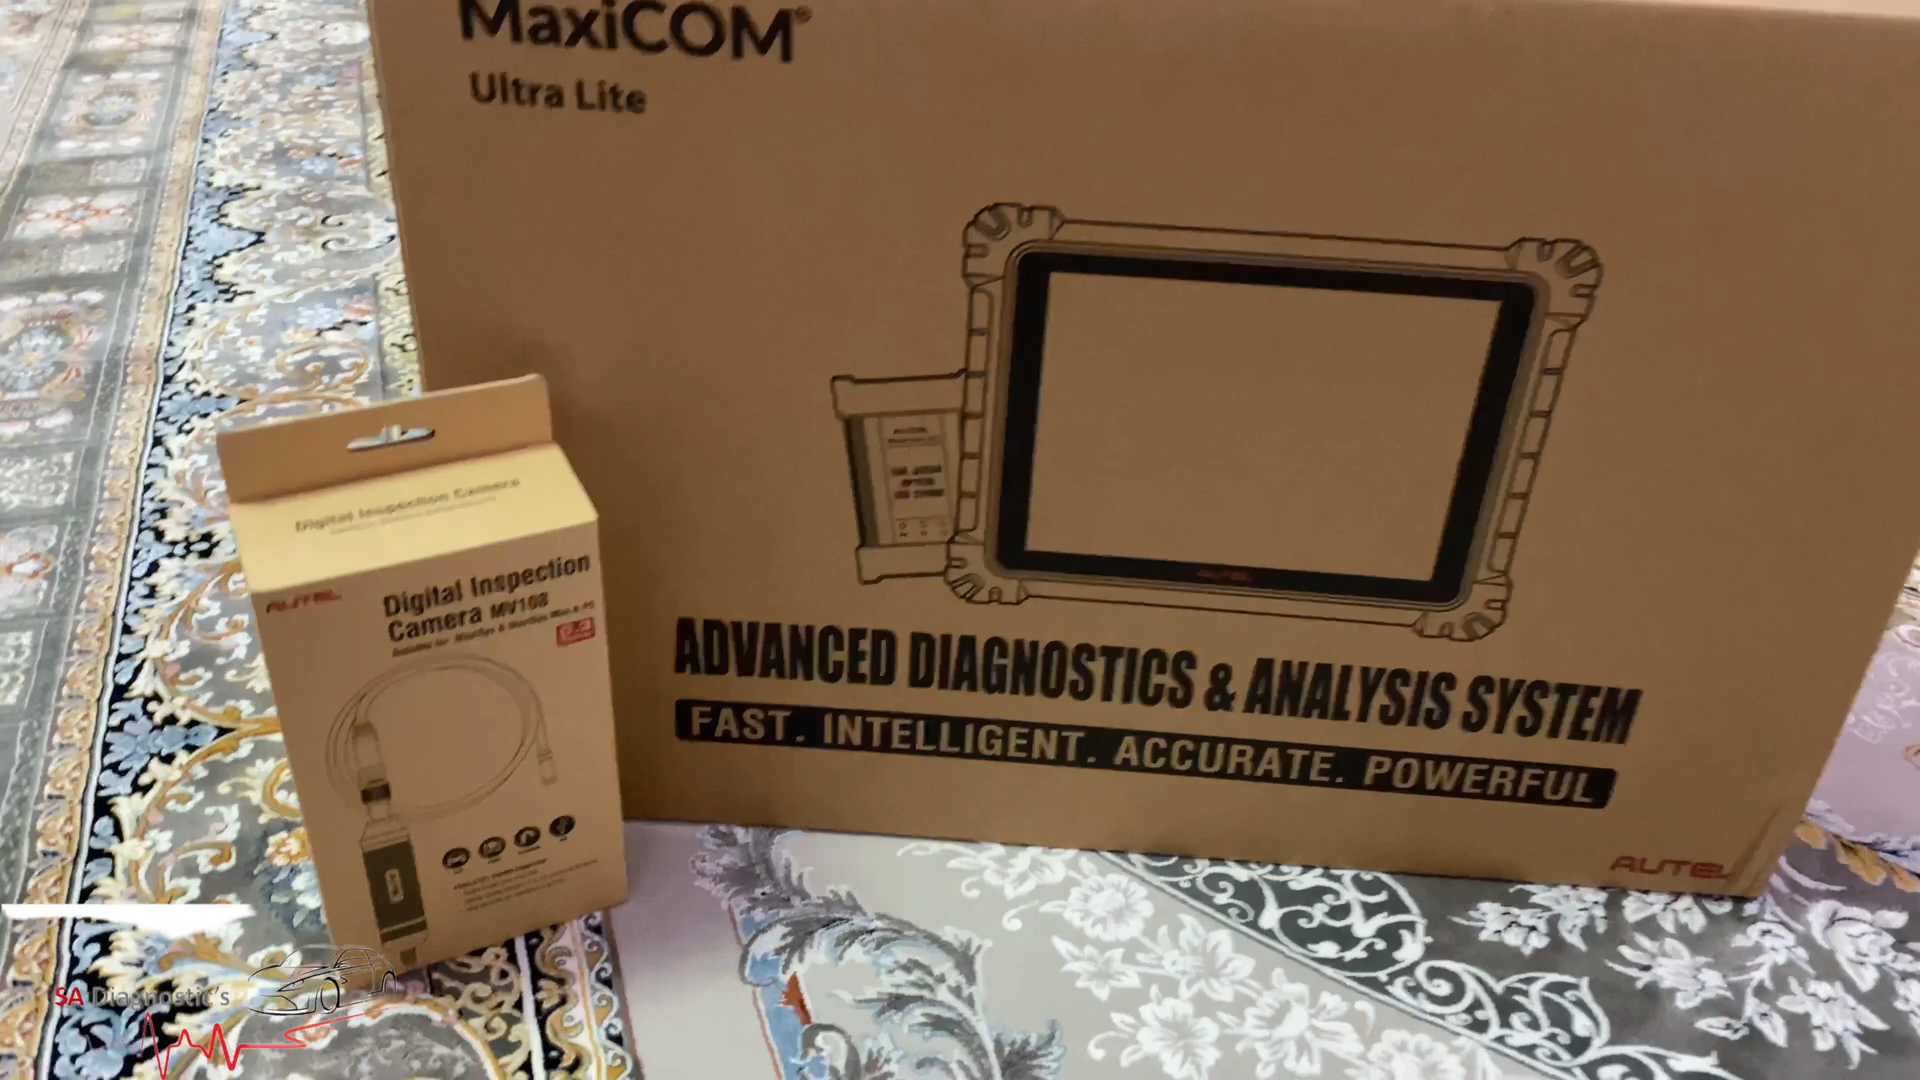 MaxiCOM®
Ultra Lite
ADVANCED DIAGNOSTICS & ANALYSIS SYSTEM
FAST. INTELLIGENT. ACCURATE. POWERFUL
AUTEL
AUTEL
Digital Inspection Camera
AUTEL
Digital Inspection
Camera MV108
SA Diagnostic's